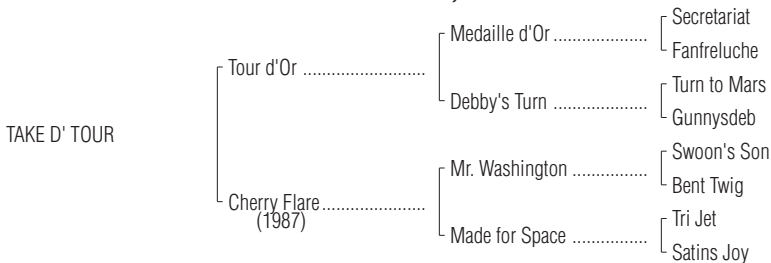 Secretariat
Medaille d'Or ....................
Fanfreluche
Tour d'Or ..........................
Turn to Mars
Debby's Turn ....................
Gunnysdeb
TAKE D' TOUR
Swoon's Son
Mr. Washington ................
Bent Twig
Cherry Flare......................
(1987)
Tri Jet
Made for Space ................
Satins Joy